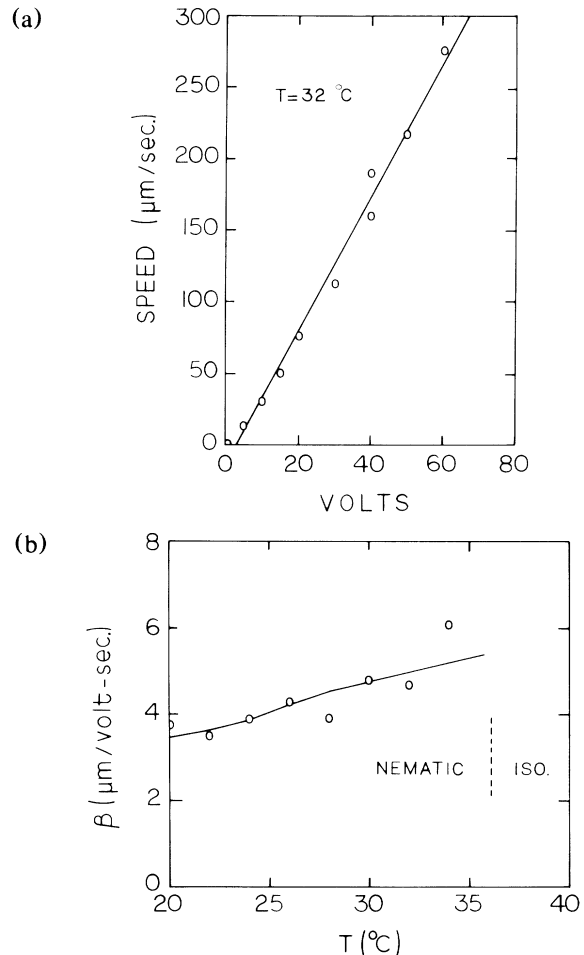 (a)
300
250
200
150
100
50
0
SPEED (μm/sec.)
T=32 °C
0 20 40 60 80
VOLTS
(b)
8
6
4
2
0
β (μm/volt-sec.)
NEMATIC ISO.
20 25 30 35 40
T (°C)